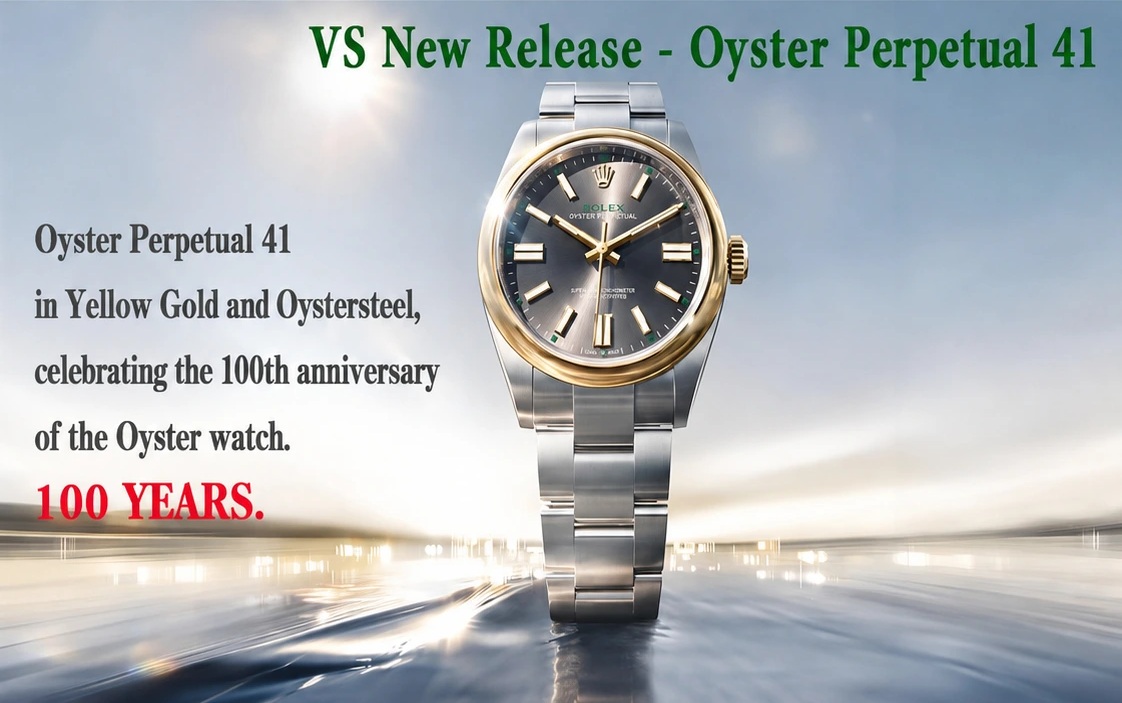 VS New Release - Oyster Perpetual 41
ROLEX
OYSTER PERPETUAL
Oyster Perpetual 41
in Yellow Gold and Oystersteel,
celebrating the 100th anniversary
of the Oyster watch.
100 YEARS.